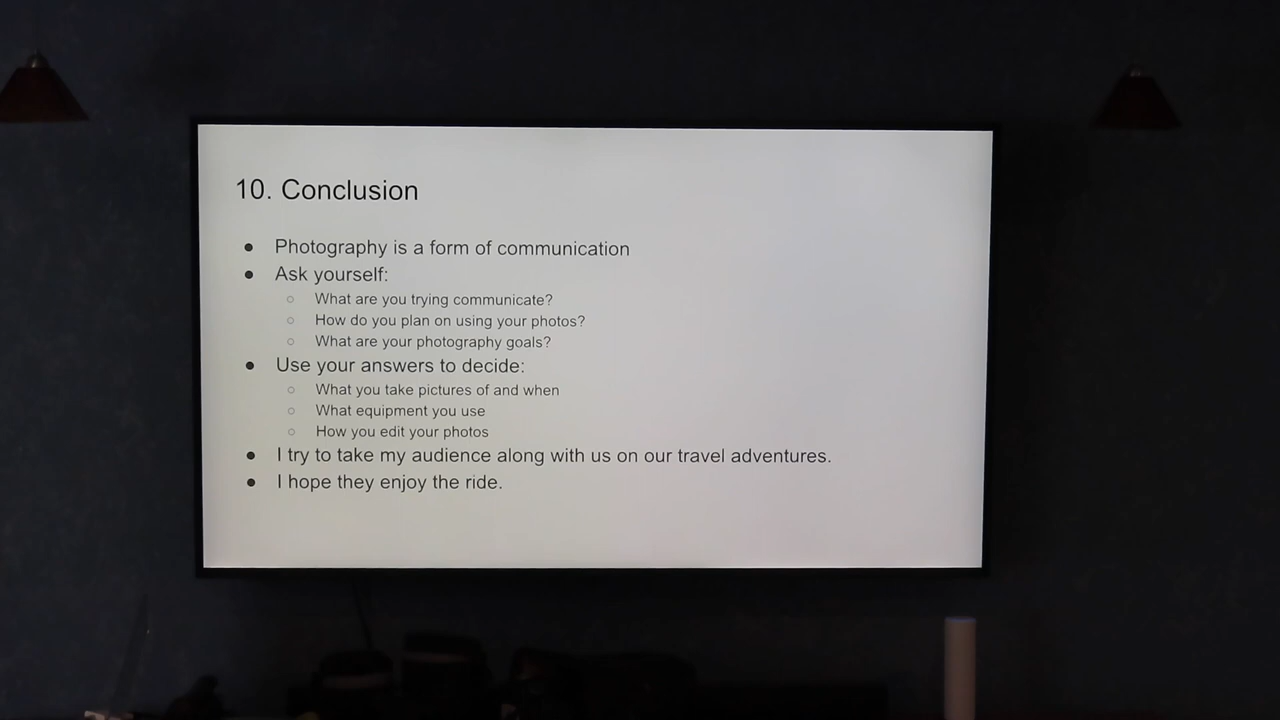 10. Conclusion
● Photography is a form of communication
● Ask yourself:
○ What are you trying communicate?
○ How do you plan on using your photos?
○ What are your photography goals?
● Use your answers to decide:
○ What you take pictures of and when
○ What equipment you use
○ How you edit your photos
● I try to take my audience along with us on our travel adventures.
● I hope they enjoy the ride.